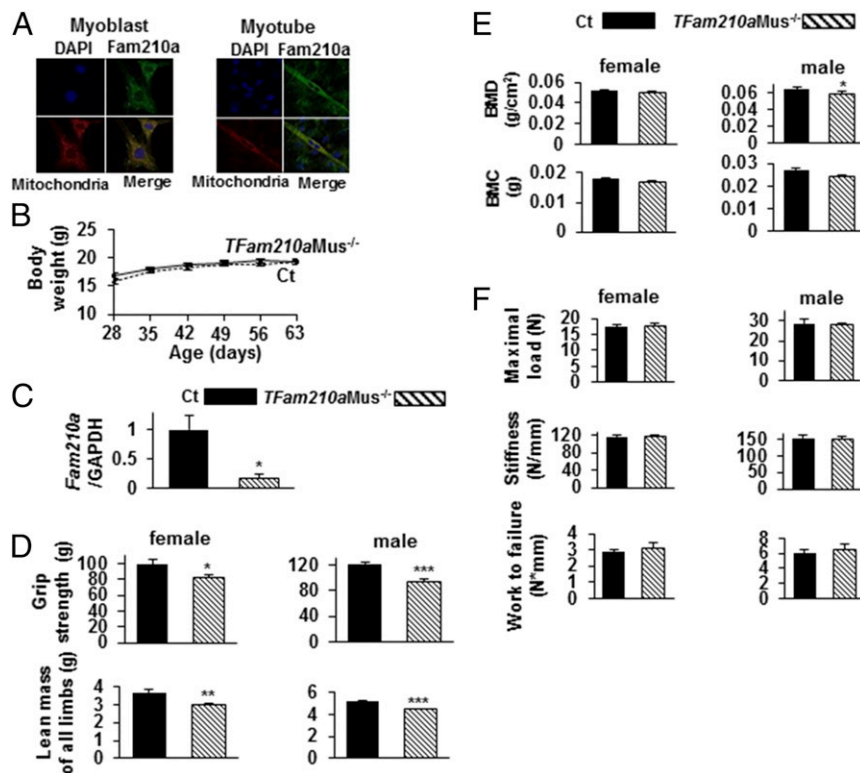 A
Myoblast
DAPI Fam210a
Mitochondria Merge
Myotube
DAPI Fam210a
Mitochondria Merge
B
Body weight (g)
20
15
10
TFam210aMus-/-
Ct
28 35 42 49 56 63
Age (days)
C
Ct TFam210aMus-/-
Fam210a
/GAPDH
1
0.5
0
*
D
female male
Grip
strength (g)
100
80
60
40
20
0
*
120
80
40
0
***
Lean mass
of all limbs (g)
4
3
2
1
0
**
6
4
2
0
***
E
Ct TFam210aMus-/-
female male
BMD
(g/cm²)
0.06
0.04
0.02
0
0.06
0.04
0.02
0
*
BMC
(g)
0.02
0.01
0
0.03
0.02
0.01
0
F
female male
Maximal
load (N)
20
15
10
5
0
30
20
10
0
Stiffness
(N/mm)
120
80
40
0
150
100
50
0
Work to failure
(N*mm)
4
3
2
1
0
8
6
4
2
0